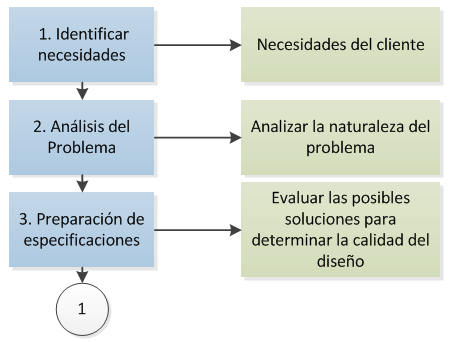 1. Identificar
necesidades
Necesidades del cliente
2. Análisis del
Problema
Analizar la naturaleza del
problema
3. Preparación de
especificaciones
Evaluar las posibles
soluciones para
determinar la calidad del
diseño
1